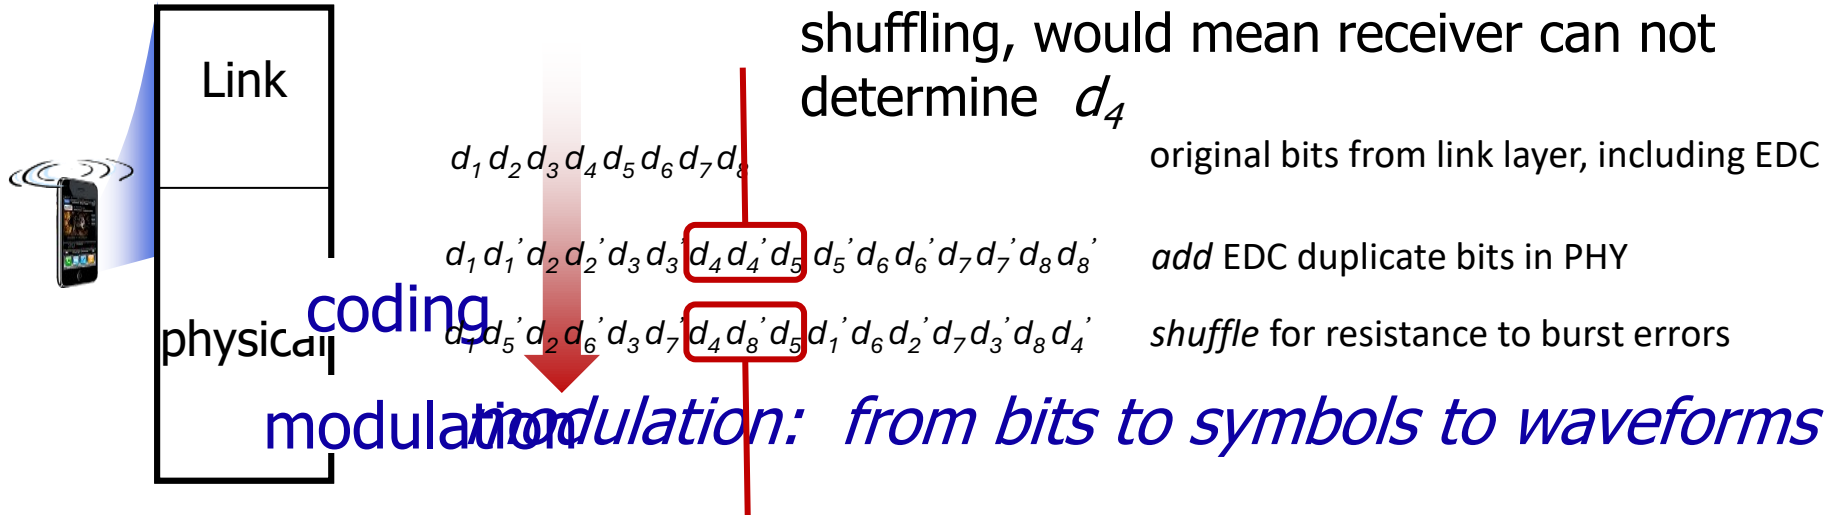 shuffling, would mean receiver can not
determine d₄
Link
d₁ d₂ d₃ d₄ d₅ d₆ d₇ d₈
original bits from link layer, including EDC
d₁ d₁’ d₂ d₂’ d₃ d₃’ d₄ d₄’ d₅ d₅’ d₆ d₆’ d₇ d₇’ d₈ d₈’
add EDC duplicate bits in PHY
coding
physical
d₁ d₅’ d₂ d₆’ d₃ d₇’ d₄ d₈’ d₅ d₁’ d₆ d₂’ d₇ d₃’ d₈ d₄’
shuffle for resistance to burst errors
modulation
modulation: from bits to symbols to waveforms